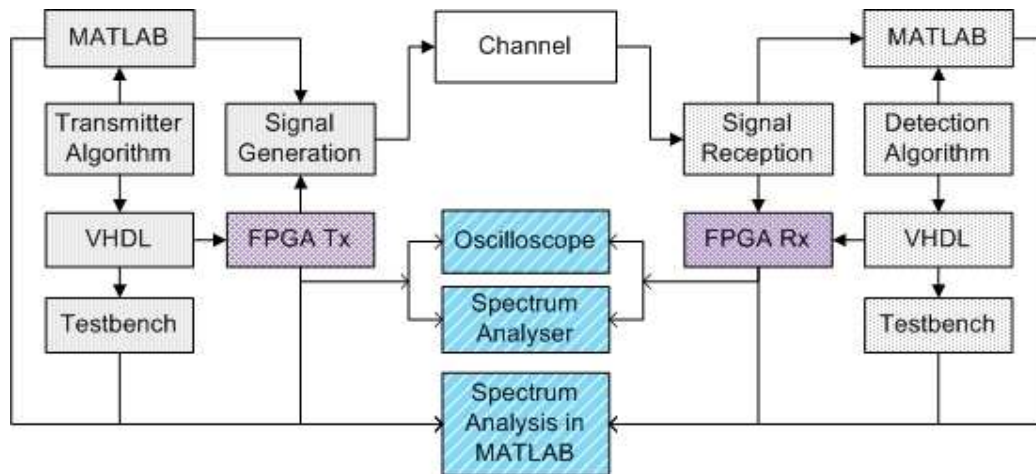 MATLAB
Channel
MATLAB
Transmitter
Algorithm
Signal
Generation
Signal
Reception
Detection
Algorithm
VHDL
FPGA Tx
Oscilloscope
FPGA Rx
VHDL
Testbench
Spectrum
Analyser
Testbench
Spectrum
Analysis in
MATLAB